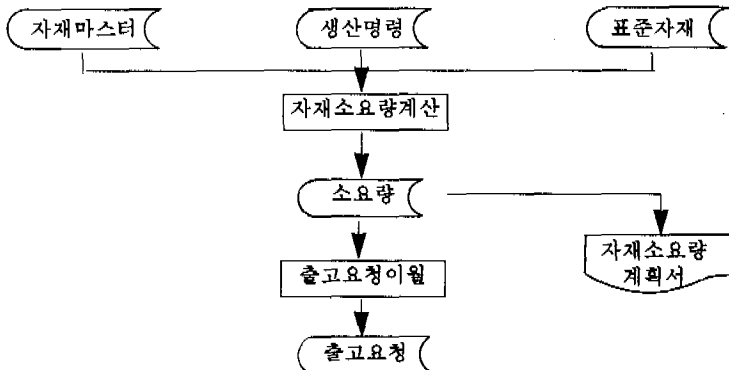 자재마스터
생산명령
표준자재
자재소요량계산
소요량
자재소요량
계획서
출고요청이월
출고요청